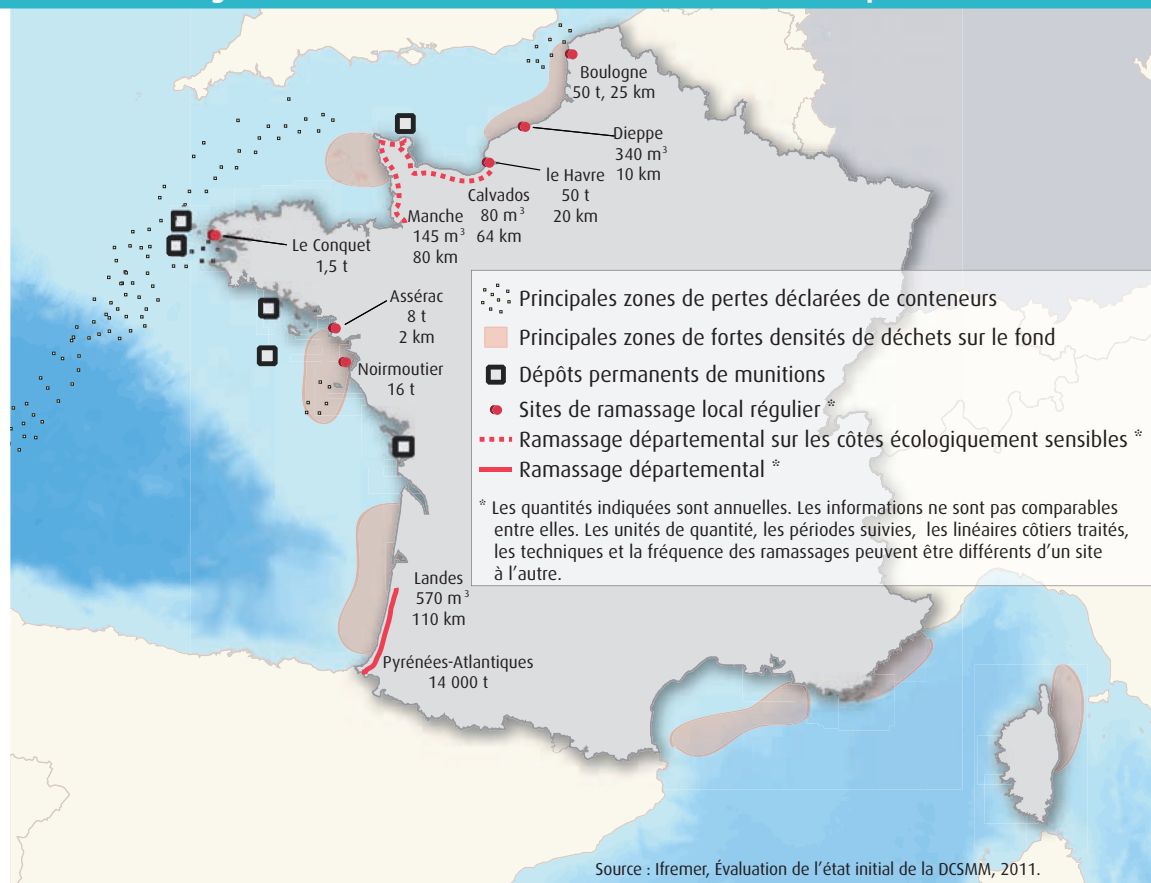 Boulogne
50 t, 25 km
Dieppe
340 m³
10 km
le Havre
50 t
20 km
Calvados
80 m³
64 km
Manche
145 m³
80 km
Le Conquet
1,5 t
Assérac
8 t
2 km
Noirmoutier
16 t
Principales zones de pertes déclarées de conteneurs
Principales zones de fortes densités de déchets sur le fond
Dépôts permanents de munitions
Sites de ramassage local régulier *
Ramassage départemental sur les côtes écologiquement sensibles *
Ramassage départemental *
* Les quantités indiquées sont annuelles. Les informations ne sont pas comparables
entre elles. Les unités de quantité, les périodes suivies, les linéaires côtiers traités,
les techniques et la fréquence des ramassages peuvent être différents d'un site
à l'autre.
Landes
570 m³
110 km
Pyrénées-Atlantiques
14 000 t
Source : Ifremer, Évaluation de l'état initial de la DCSMM, 2011.